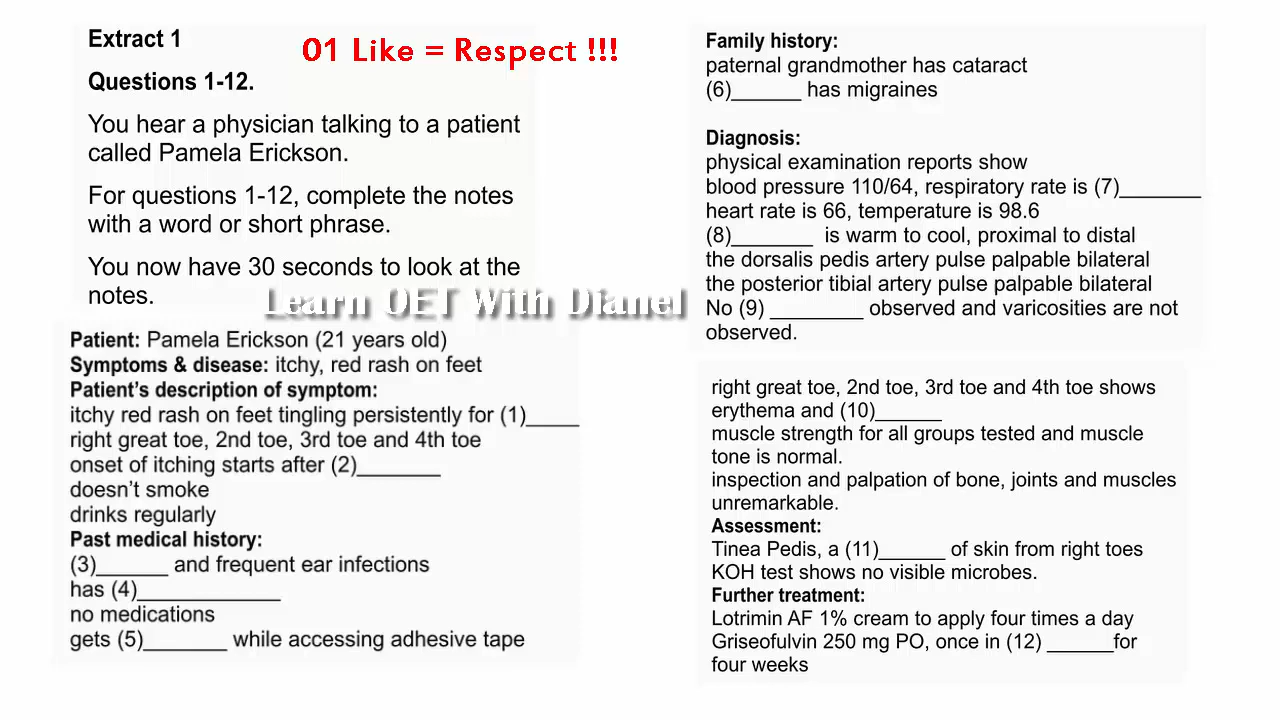 Extract 1
01 Like = Respect !!!
Questions 1-12.
You hear a physician talking to a patient
called Pamela Erickson.
For questions 1-12, complete the notes
with a word or short phrase.
You now have 30 seconds to look at the
notes.
Learn OET With Dianel
Patient: Pamela Erickson (21 years old)
Symptoms & disease: itchy, red rash on feet
Patient's description of symptom:
itchy red rash on feet tingling persistently for (1)_____
right great toe, 2nd toe, 3rd toe and 4th toe
onset of itching starts after (2)________
doesn't smoke
drinks regularly
Past medical history:
(3)_______ and frequent ear infections
has (4)______________
no medications
gets (5)________ while accessing adhesive tape
Family history:
paternal grandmother has cataract
(6)_______ has migraines
Diagnosis:
physical examination reports show
blood pressure 110/64, respiratory rate is (7)________
heart rate is 66, temperature is 98.6
(8)________ is warm to cool, proximal to distal
the dorsalis pedis artery pulse palpable bilateral
the posterior tibial artery pulse palpable bilateral
No (9) _________ observed and varicosities are not
observed.
right great toe, 2nd toe, 3rd toe and 4th toe shows
erythema and (10)______
muscle strength for all groups tested and muscle
tone is normal.
inspection and palpation of bone, joints and muscles
unremarkable.
Assessment:
Tinea Pedis, a (11)______ of skin from right toes
KOH test shows no visible microbes.
Further treatment:
Lotrimin AF 1% cream to apply four times a day
Griseofulvin 250 mg PO, once in (12) ______for
four weeks